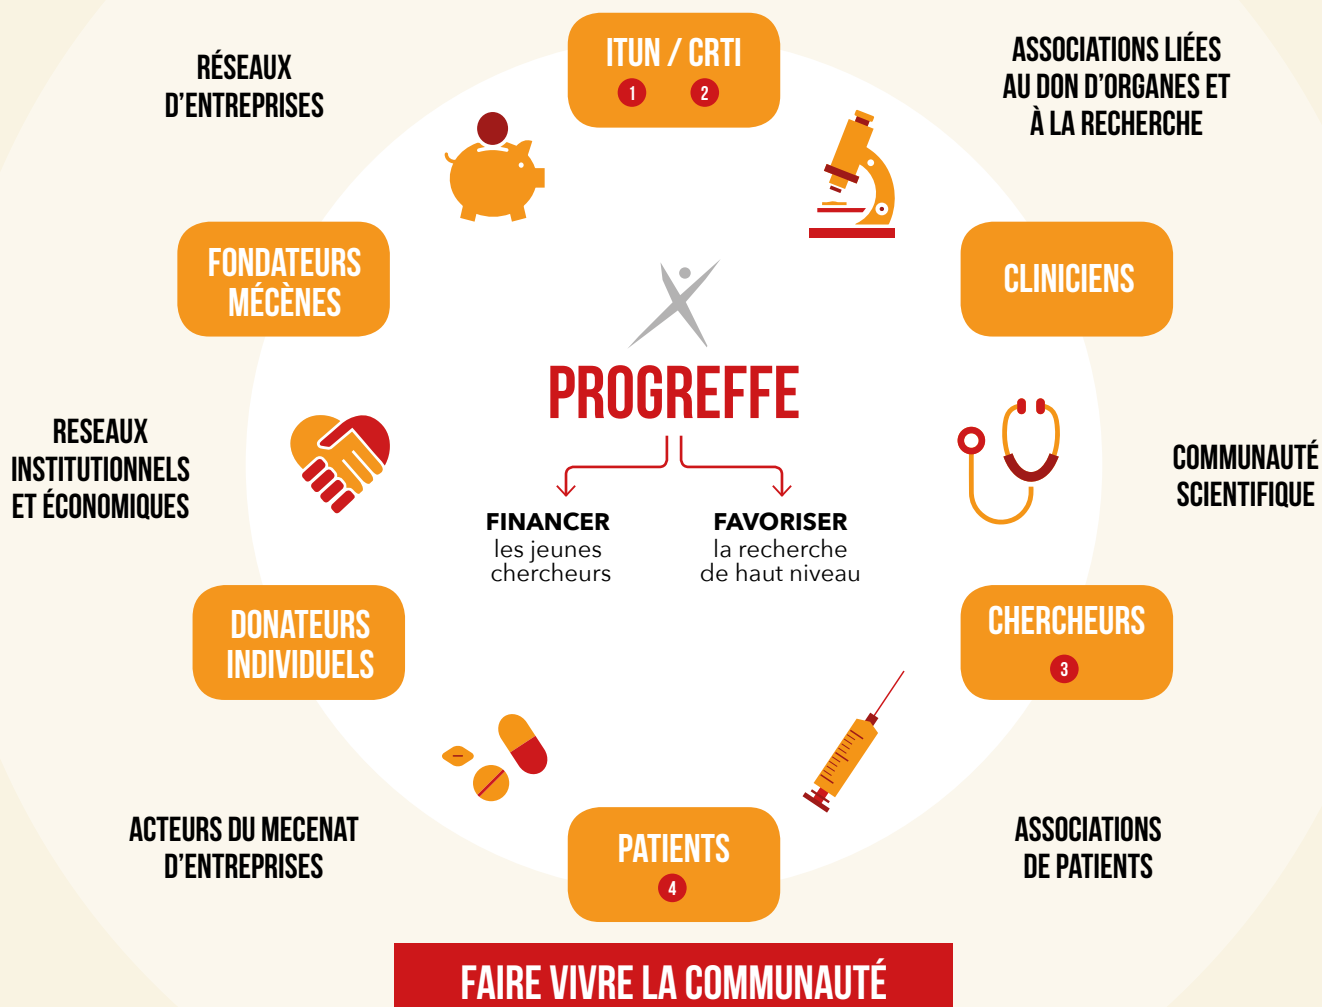 ITUN / CRTI
1 2
RÉSEAUX
D'ENTREPRISES
ASSOCIATIONS LIÉES
AU DON D'ORGANES ET
À LA RECHERCHE
FONDATEURS
MÉCÈNES
CLINICIENS
PROGREFFE
RESEAUX
INSTITUTIONNELS
ET ÉCONOMIQUES
COMMUNAUTÉ
SCIENTIFIQUE
FINANCER
les jeunes
chercheurs
FAVORISER
la recherche
de haut niveau
DONATEURS
INDIVIDUELS
CHERCHEURS
3
ACTEURS DU MECENAT
D'ENTREPRISES
PATIENTS
4
ASSOCIATIONS
DE PATIENTS
FAIRE VIVRE LA COMMUNAUTÉ